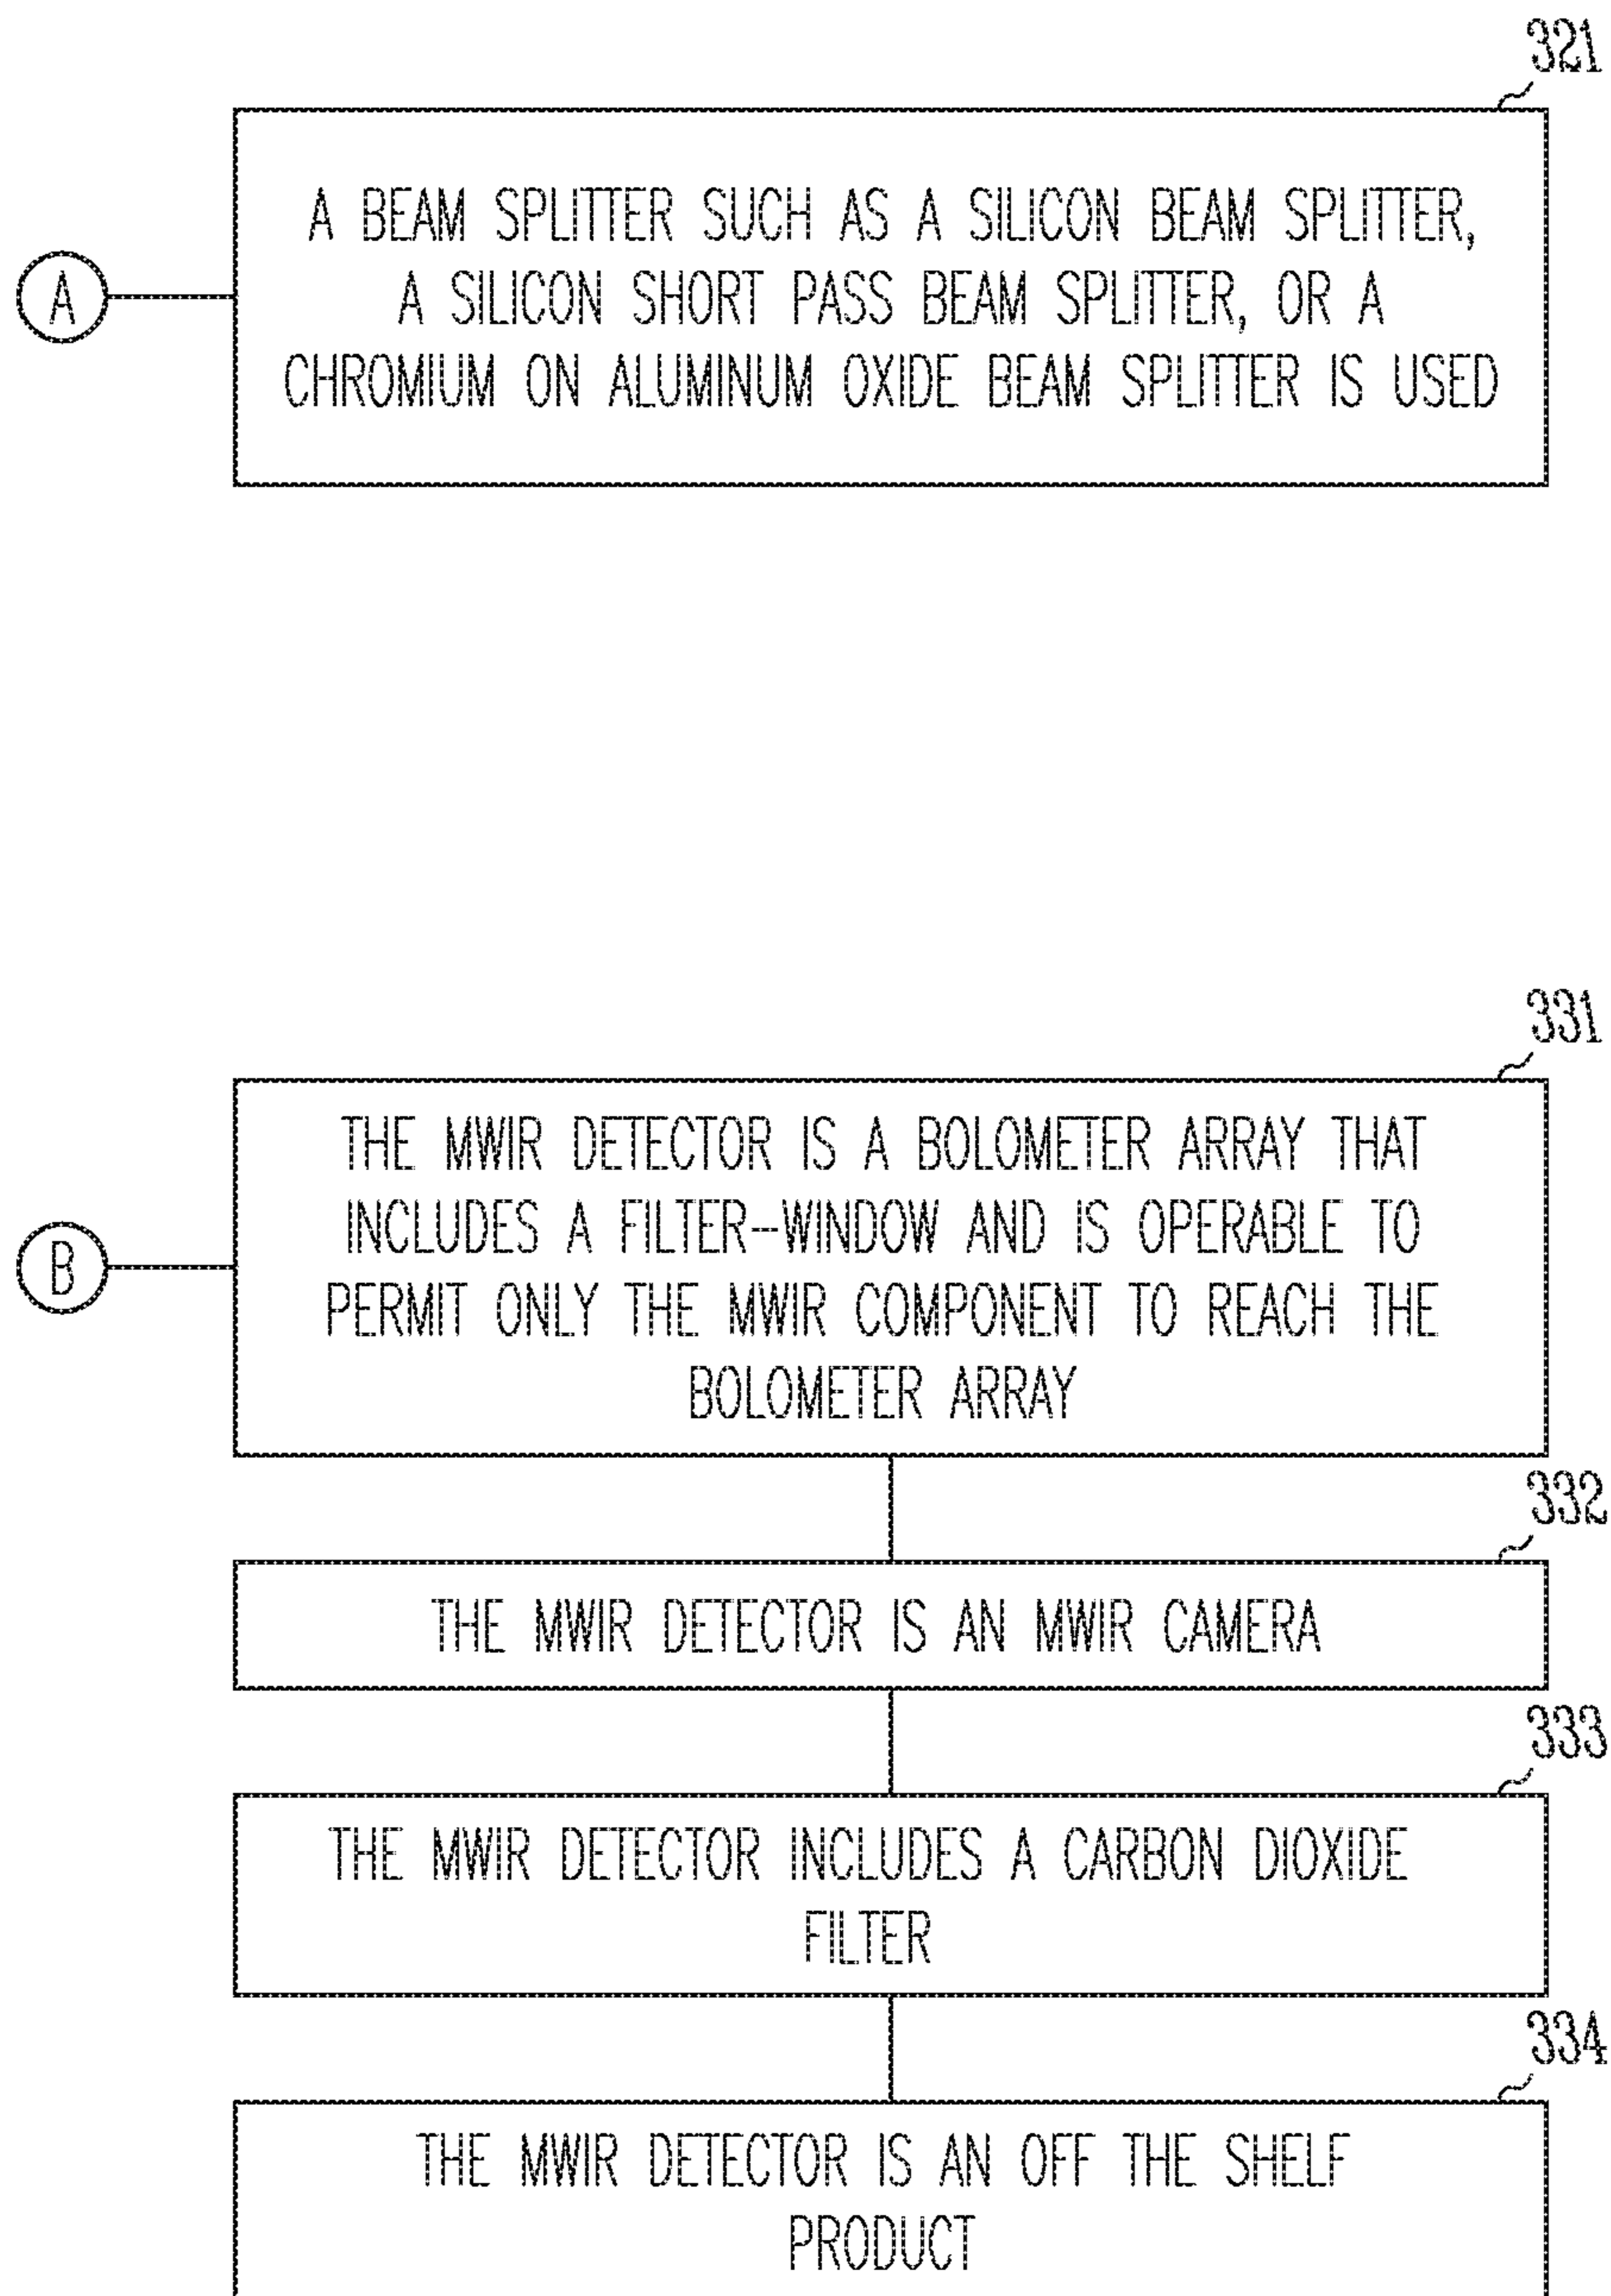 321
A BEAM SPLITTER SUCH AS A SILICON BEAM SPLITTER,
A SILICON SHORT PASS BEAM SPLITTER, OR A
CHROMIUM ON ALUMINUM OXIDE BEAM SPLITTER IS USED
A
331
THE MWIR DETECTOR IS A BOLOMETER ARRAY THAT
INCLUDES A FILTER-WINDOW AND IS OPERABLE TO
PERMIT ONLY THE MWIR COMPONENT TO REACH THE
BOLOMETER ARRAY
B
332
THE MWIR DETECTOR IS AN MWIR CAMERA
333
THE MWIR DETECTOR INCLUDES A CARBON DIOXIDE
FILTER
334
THE MWIR DETECTOR IS AN OFF THE SHELF
PRODUCT